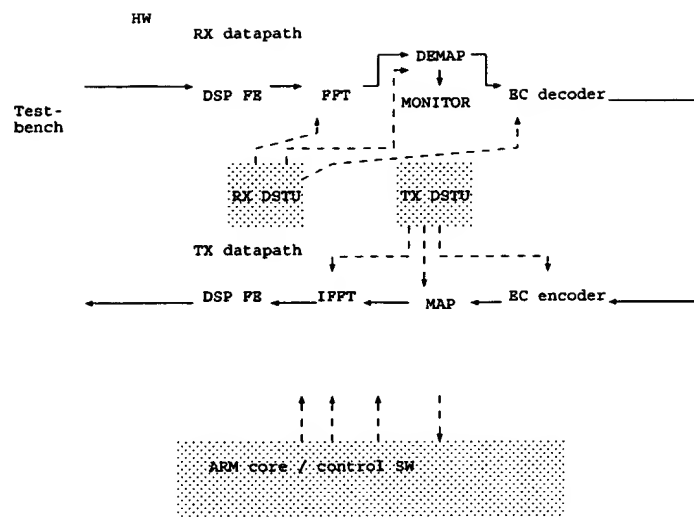 HW
RX datapath
DEMAP
DSP FE
FFT
MONITOR
EC decoder
Test-
bench
RX DSTU
TX DSTU
TX datapath
DSP FE
IFFT
MAP
EC encoder
ARM core / control SW